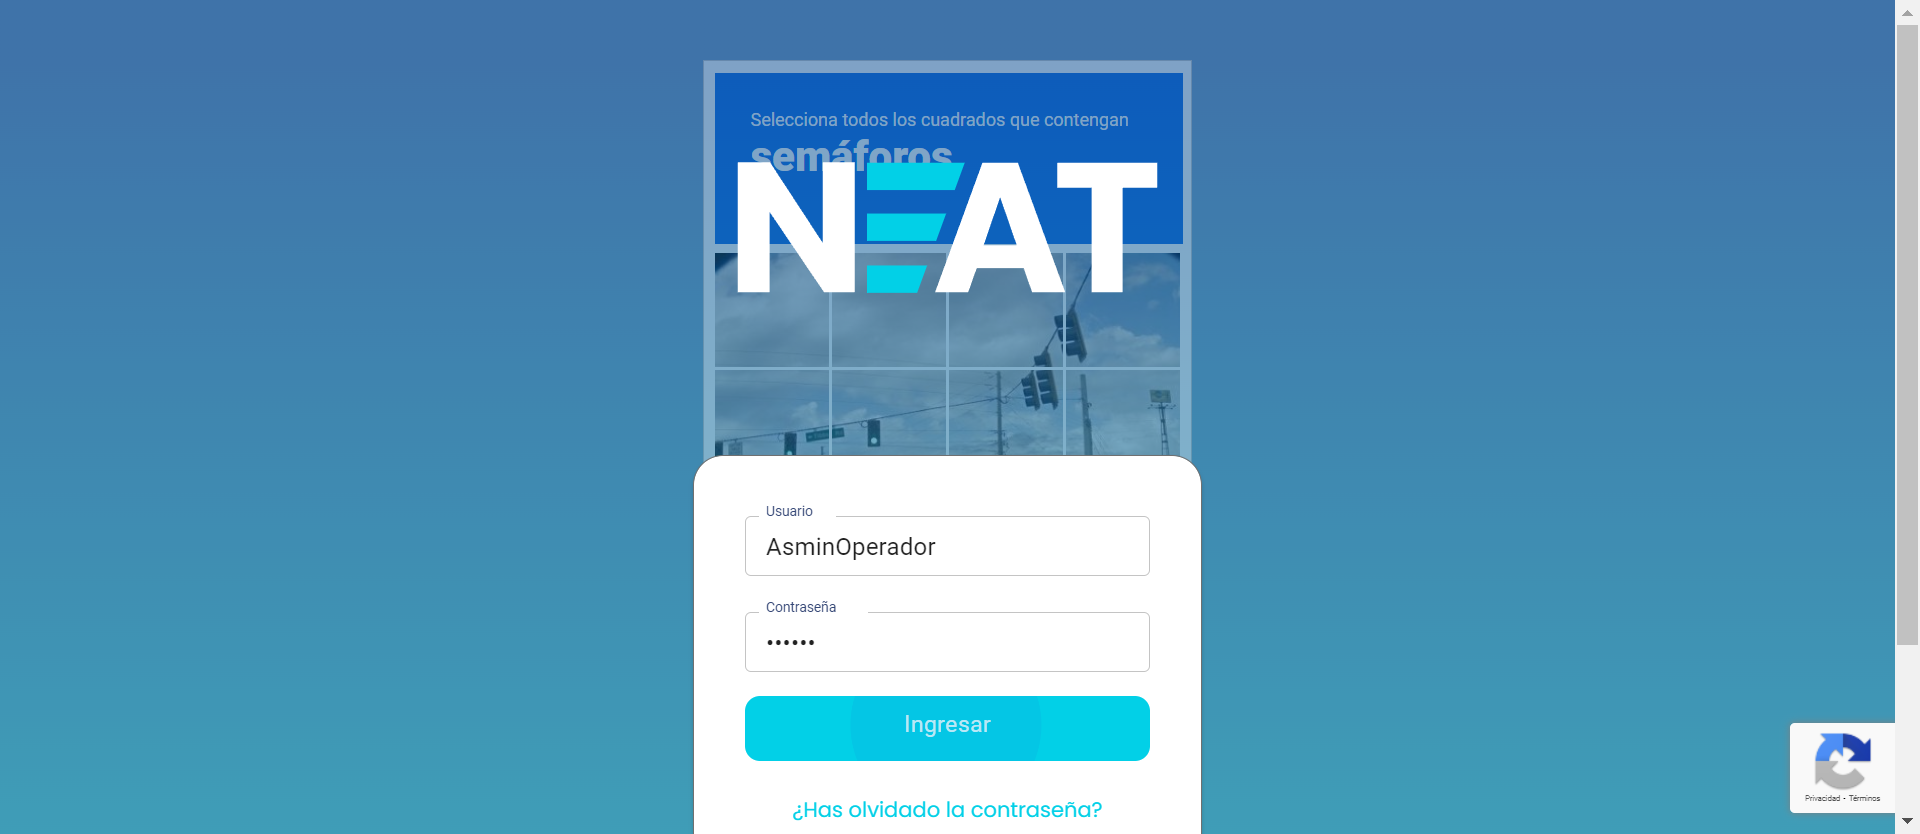 Selecciona todos los cuadrados que contengan
semáforos
NEAT
Usuario
AsminOperador
Contraseña
••••••
Ingresar
¿Has olvidado la contraseña?
Privacidad - Términos